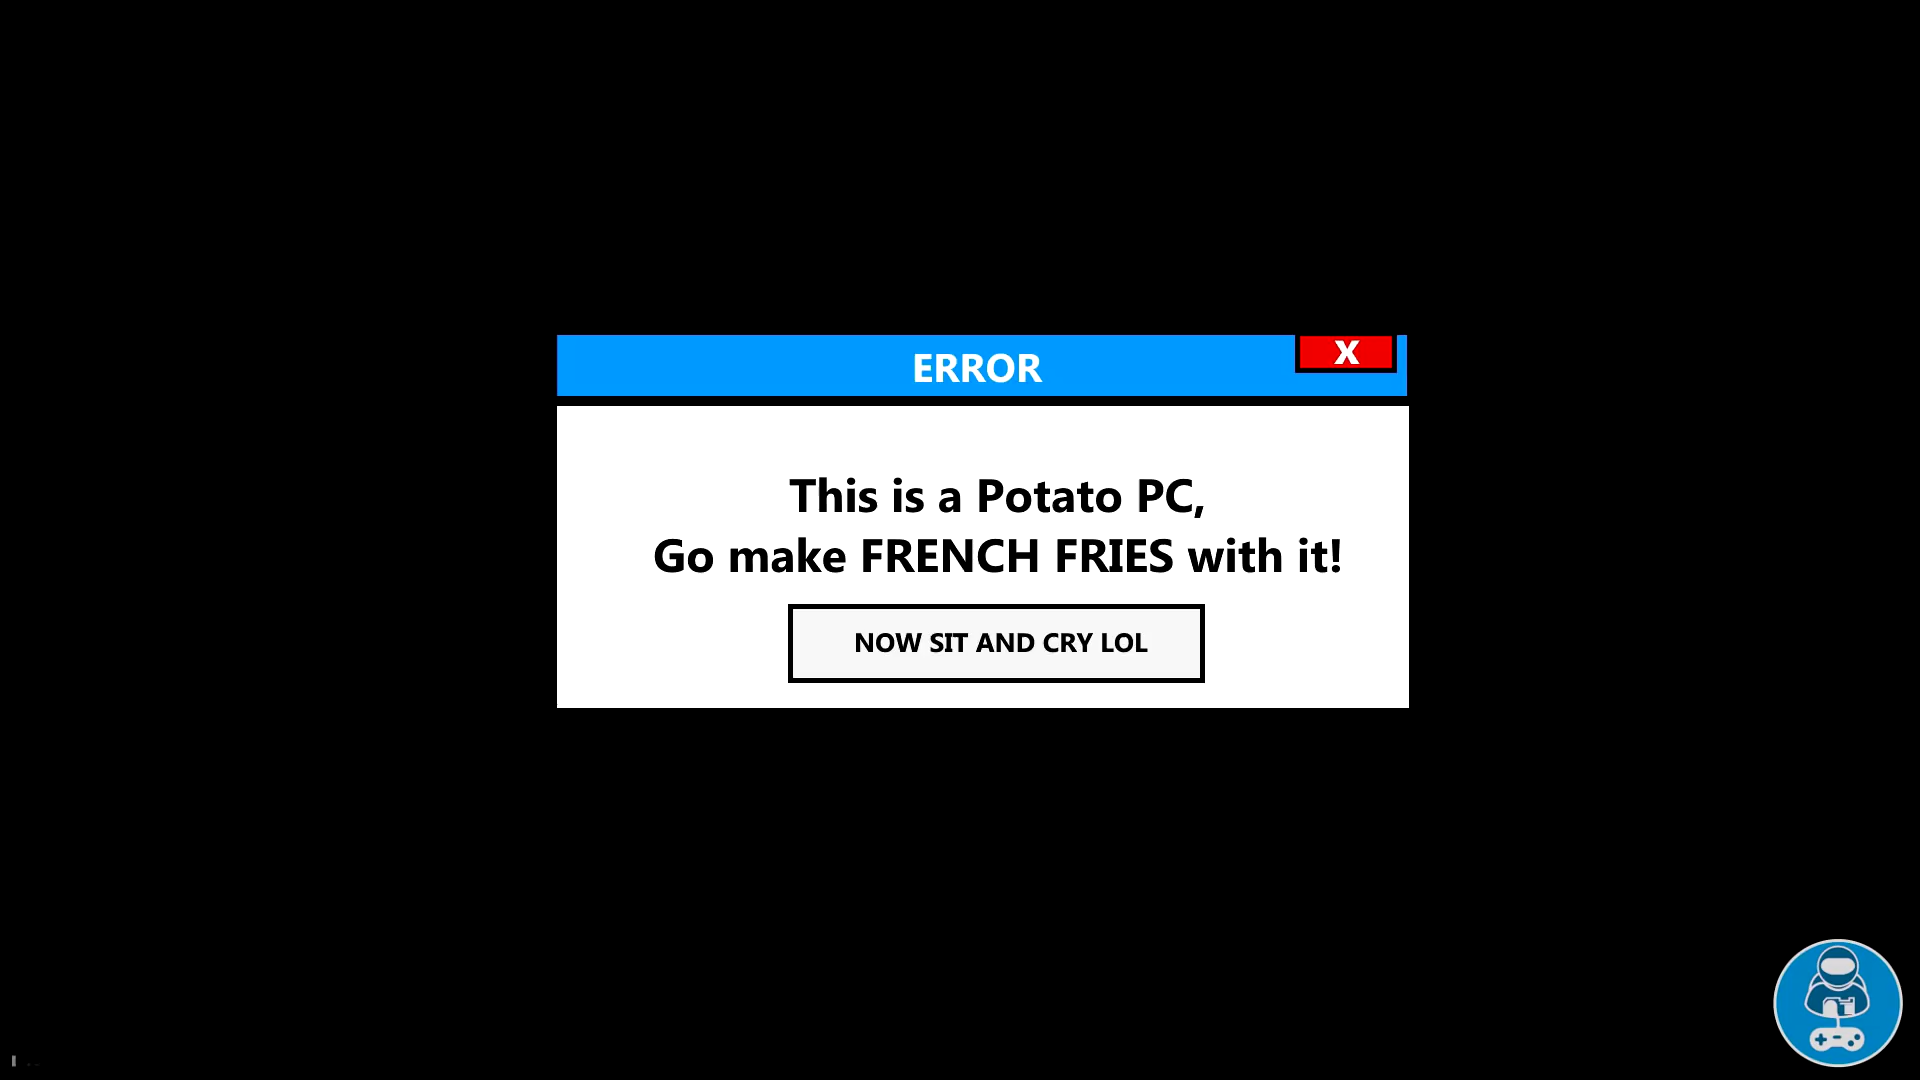 ERROR
X
This is a Potato PC,
Go make FRENCH FRIES with it!
NOW SIT AND CRY LOL